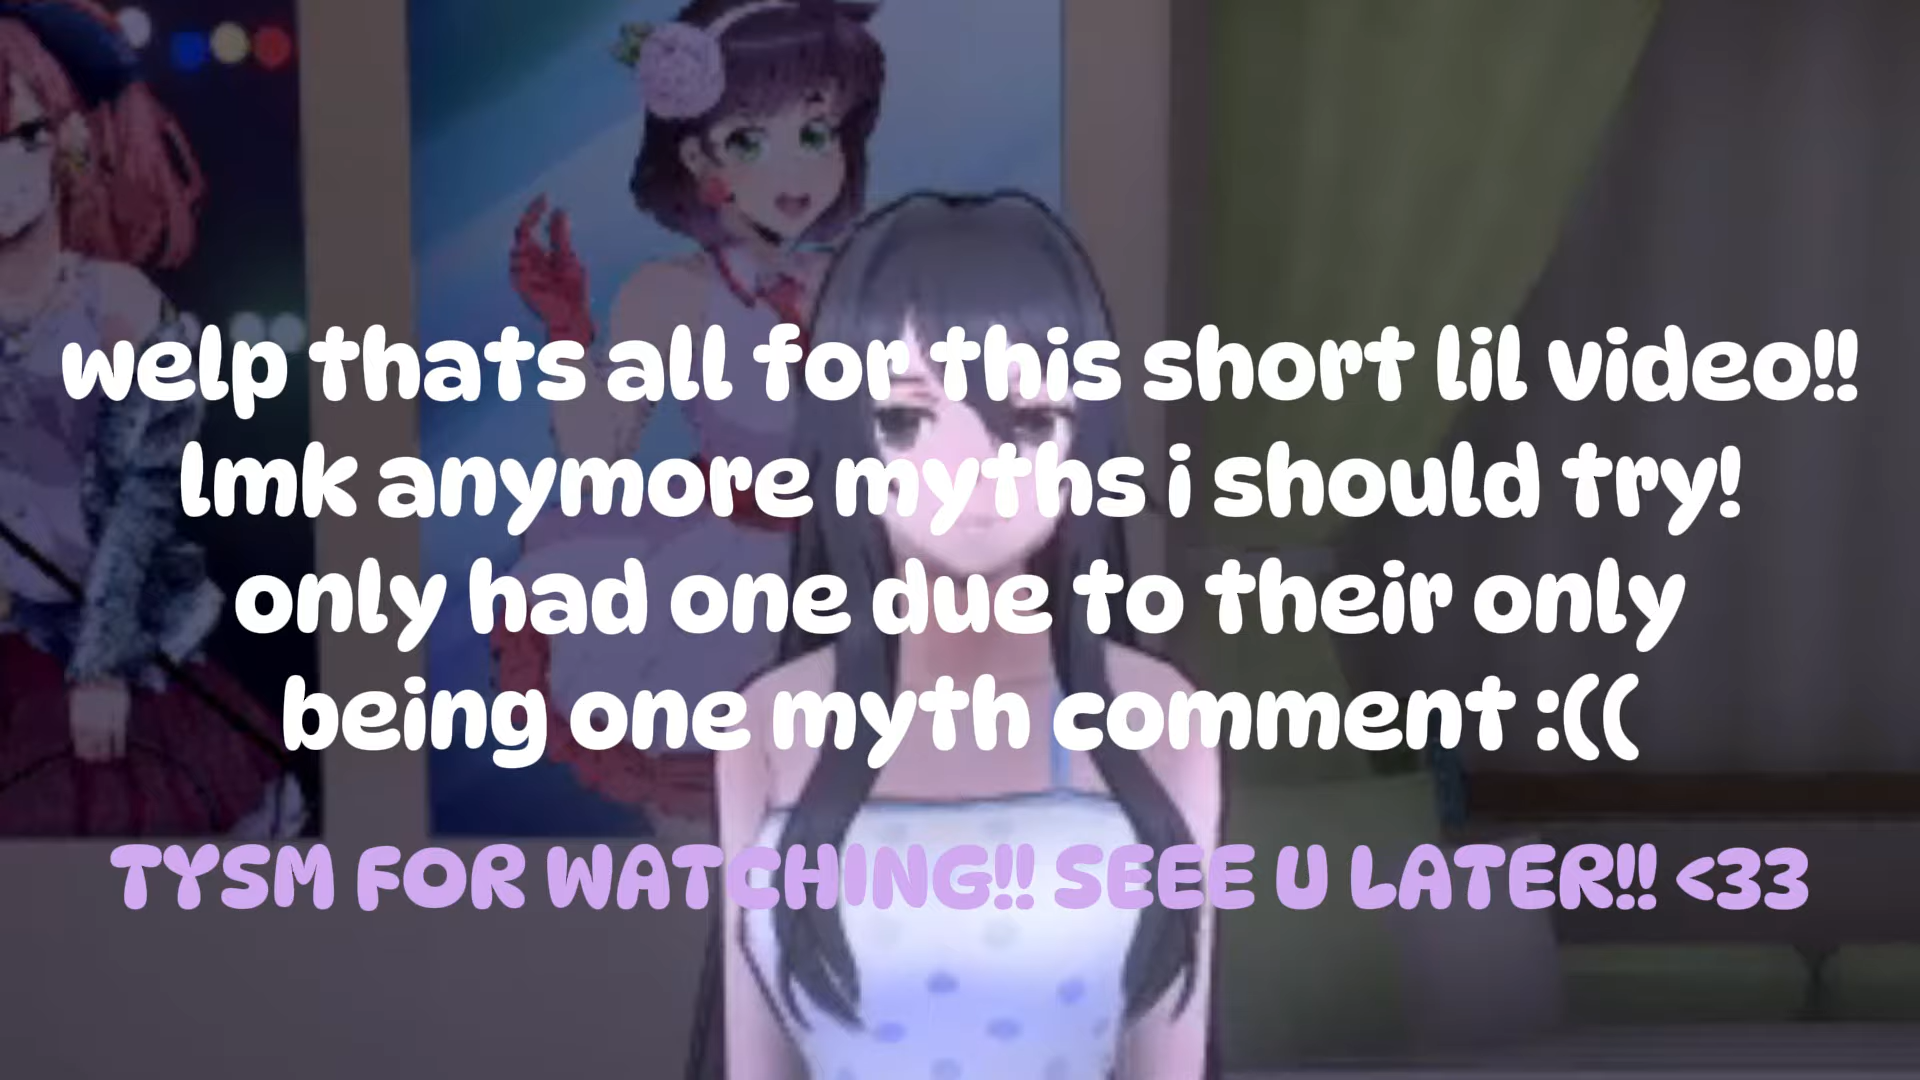 welp thats all for this short lil video!!
lmk anymore myths i should try!
only had one due to their only
being one myth comment :((
TYSM FOR WATCHING!! SEEE U LATER!! <33